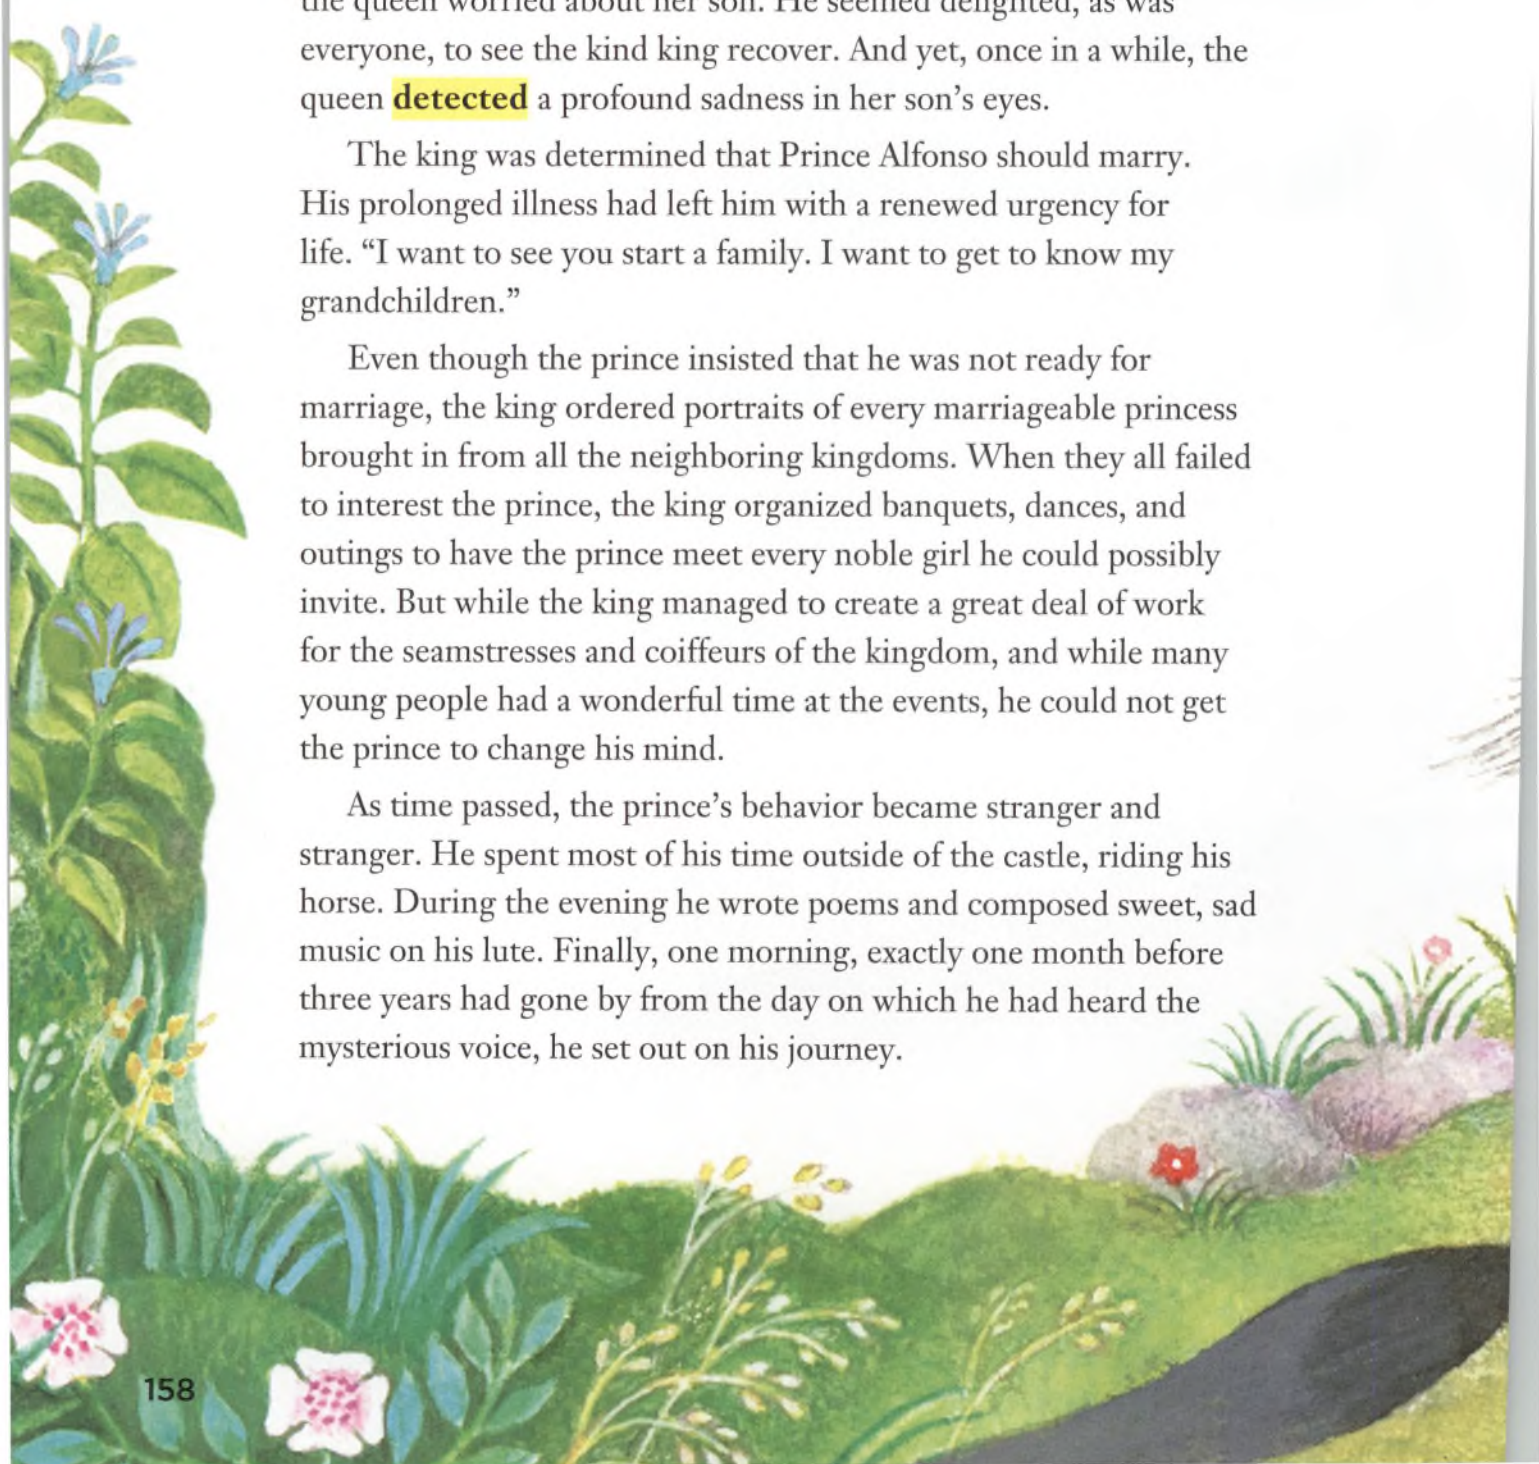 the queen worried about her son. He seemed delighted, as was
everyone, to see the kind king recover. And yet, once in a while, the
queen detected a profound sadness in her son’s eyes.
The king was determined that Prince Alfonso should marry.
His prolonged illness had left him with a renewed urgency for
life. “I want to see you start a family. I want to get to know my
grandchildren.”
Even though the prince insisted that he was not ready for
marriage, the king ordered portraits of every marriageable princess
brought in from all the neighboring kingdoms. When they all failed
to interest the prince, the king organized banquets, dances, and
outings to have the prince meet every noble girl he could possibly
invite. But while the king managed to create a great deal of work
for the seamstresses and coiffeurs of the kingdom, and while many
young people had a wonderful time at the events, he could not get
the prince to change his mind.
As time passed, the prince’s behavior became stranger and
stranger. He spent most of his time outside of the castle, riding his
horse. During the evening he wrote poems and composed sweet, sad
music on his lute. Finally, one morning, exactly one month before
three years had gone by from the day on which he had heard the
mysterious voice, he set out on his journey.
158